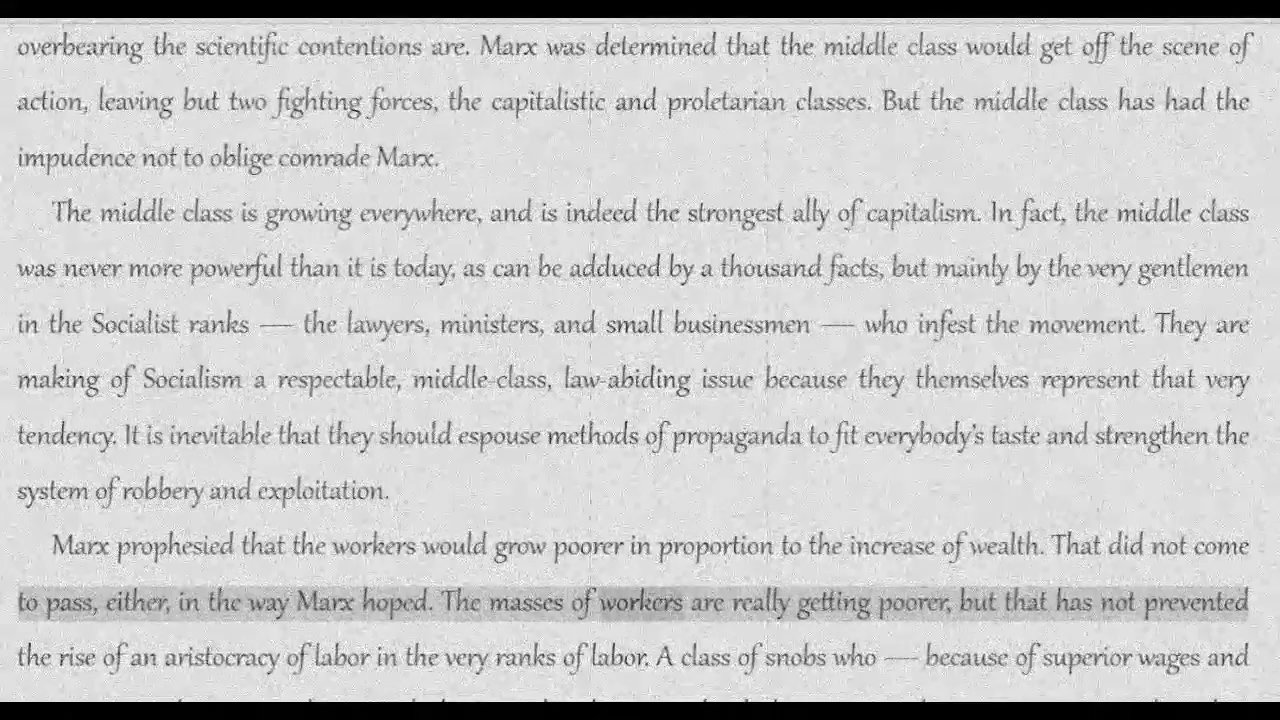 overbearing the scientific contentions are. Marx was determined that the middle class would get off the scene of
action, leaving but two fighting forces, the capitalistic and proletarian classes. But the middle class has had the
impudence not to oblige comrade Marx.
The middle class is growing everywhere, and is indeed the strongest ally of capitalism. In fact, the middle class
was never more powerful than it is today, as can be adduced by a thousand facts, but mainly by the very gentlemen
in the Socialist ranks — the lawyers, ministers, and small businessmen — who infest the movement. They are
making of Socialism a respectable, middle-class, law-abiding issue because they themselves represent that very
tendency. It is inevitable that they should espouse methods of propaganda to fit everybody's taste and strengthen the
system of robbery and exploitation.
Marx prophesied that the workers would grow poorer in proportion to the increase of wealth. That did not come
to pass, either, in the way Marx hoped. The masses of workers are really getting poorer, but that has not prevented
the rise of an aristocracy of labor in the very ranks of labor. A class of snobs who — because of superior wages and